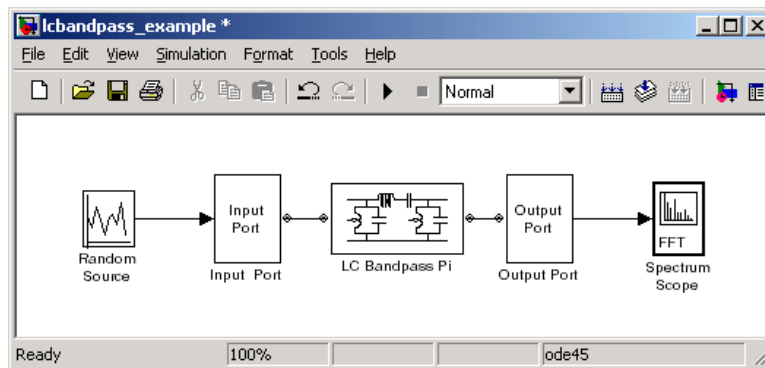 lcbandpass_example *
File Edit View Simulation Format Tools Help
Normal
Input
Port
Output
Port
FFT
Random
Source
Input Port
LC Bandpass Pi
Output Port
Spectrum
Scope
Ready 100% ode45